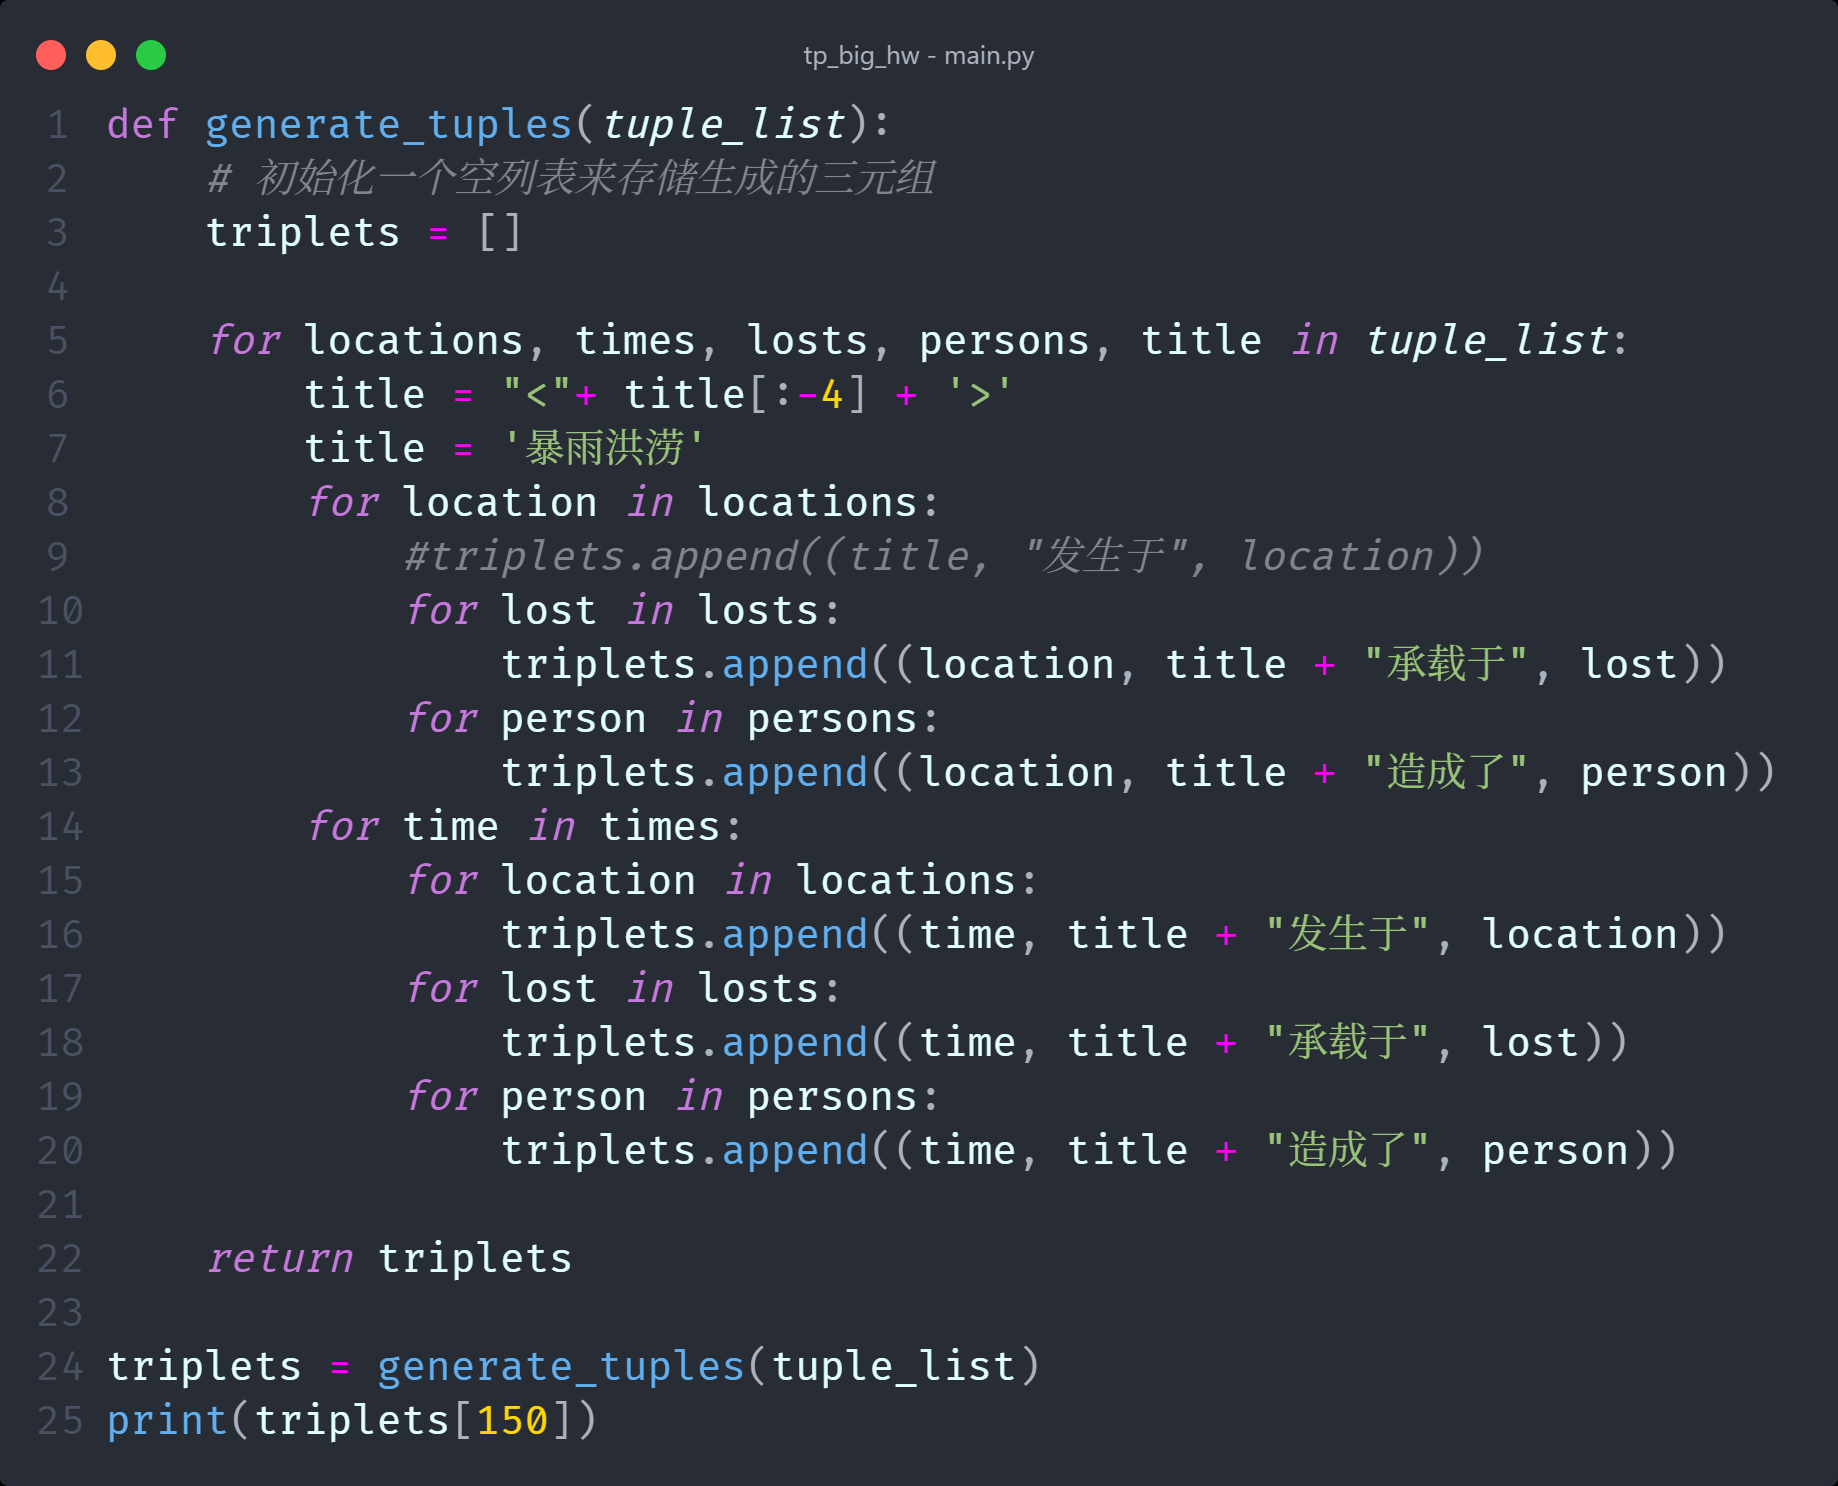 tp_big_hw - main.py
1 def generate_tuples(tuple_list):
2     # 初始化一个空列表来存储生成的三元组
3     triplets = []
4
5     for locations, times, losts, persons, title in tuple_list:
6         title = "<"+ title[:-4] + '>'
7         title = '暴雨洪涝'
8         for location in locations:
9             #triplets.append((title, "发生于", location))
10             for lost in losts:
11                 triplets.append((location, title + "承载于", lost))
12             for person in persons:
13                 triplets.append((location, title + "造成了", person))
14         for time in times:
15             for location in locations:
16                 triplets.append((time, title + "发生于", location))
17             for lost in losts:
18                 triplets.append((time, title + "承载于", lost))
19             for person in persons:
20                 triplets.append((time, title + "造成了", person))
21
22     return triplets
23
24 triplets = generate_tuples(tuple_list)
25 print(triplets[150])